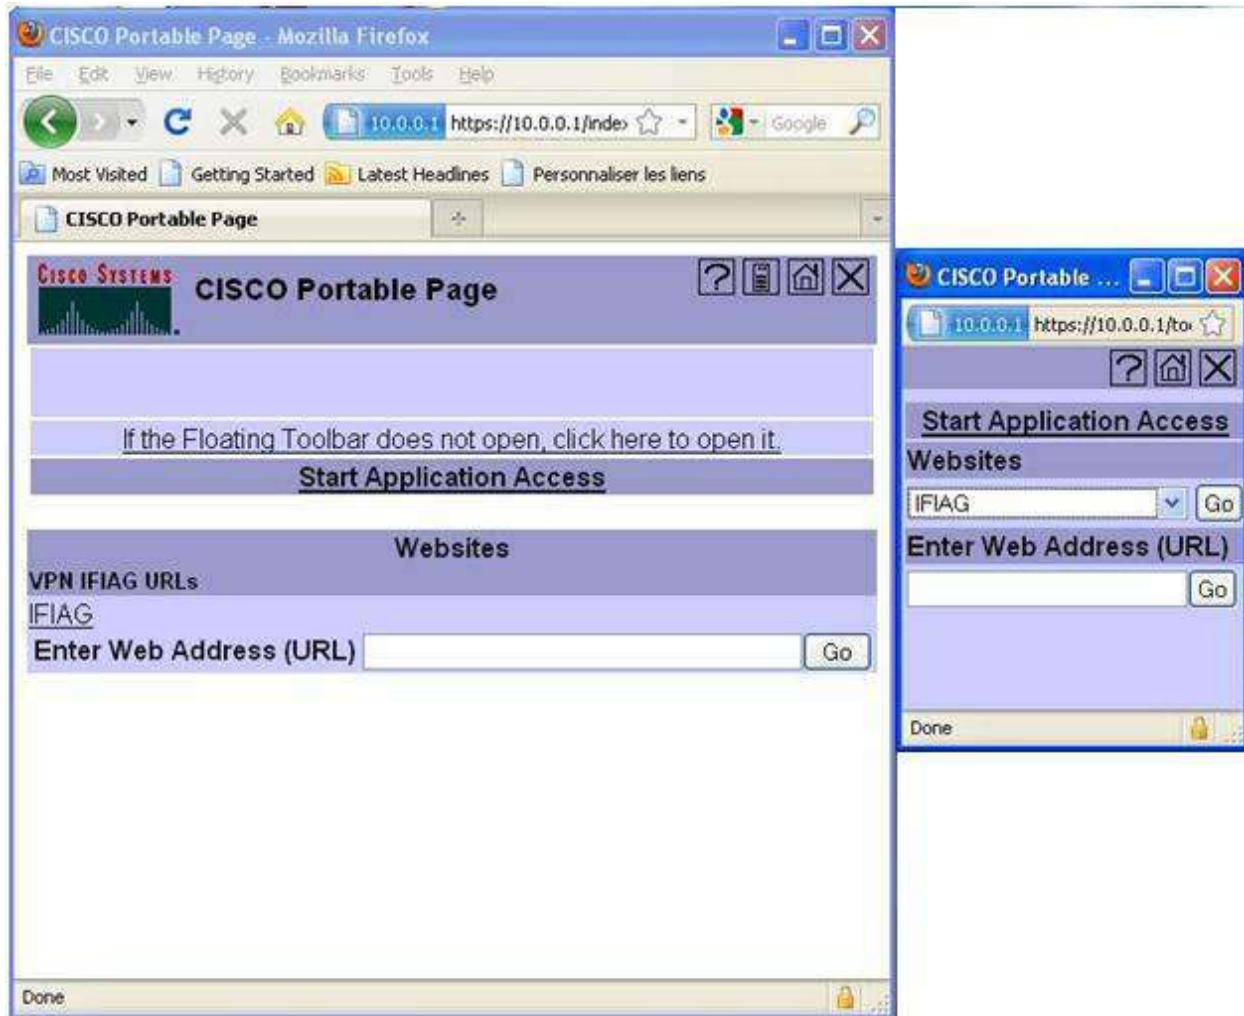 CISCO Portable Page - Mozilla Firefox
File Edit View History Bookmarks Tools Help
10.0.0.1 https://10.0.0.1/index Google
Most Visited Getting Started Latest Headlines Personnaliser les liens
CISCO Portable Page
CISCO SYSTEMS
CISCO Portable Page
If the Floating Toolbar does not open, click here to open it.
Start Application Access
Websites
VPN IFIAG URLs
IFIAG
Enter Web Address (URL) Go
Done
CISCO Portable ...
10.0.0.1 https://10.0.0.1/to
Start Application Access
Websites
IFIAG Go
Enter Web Address (URL)
Go
Done